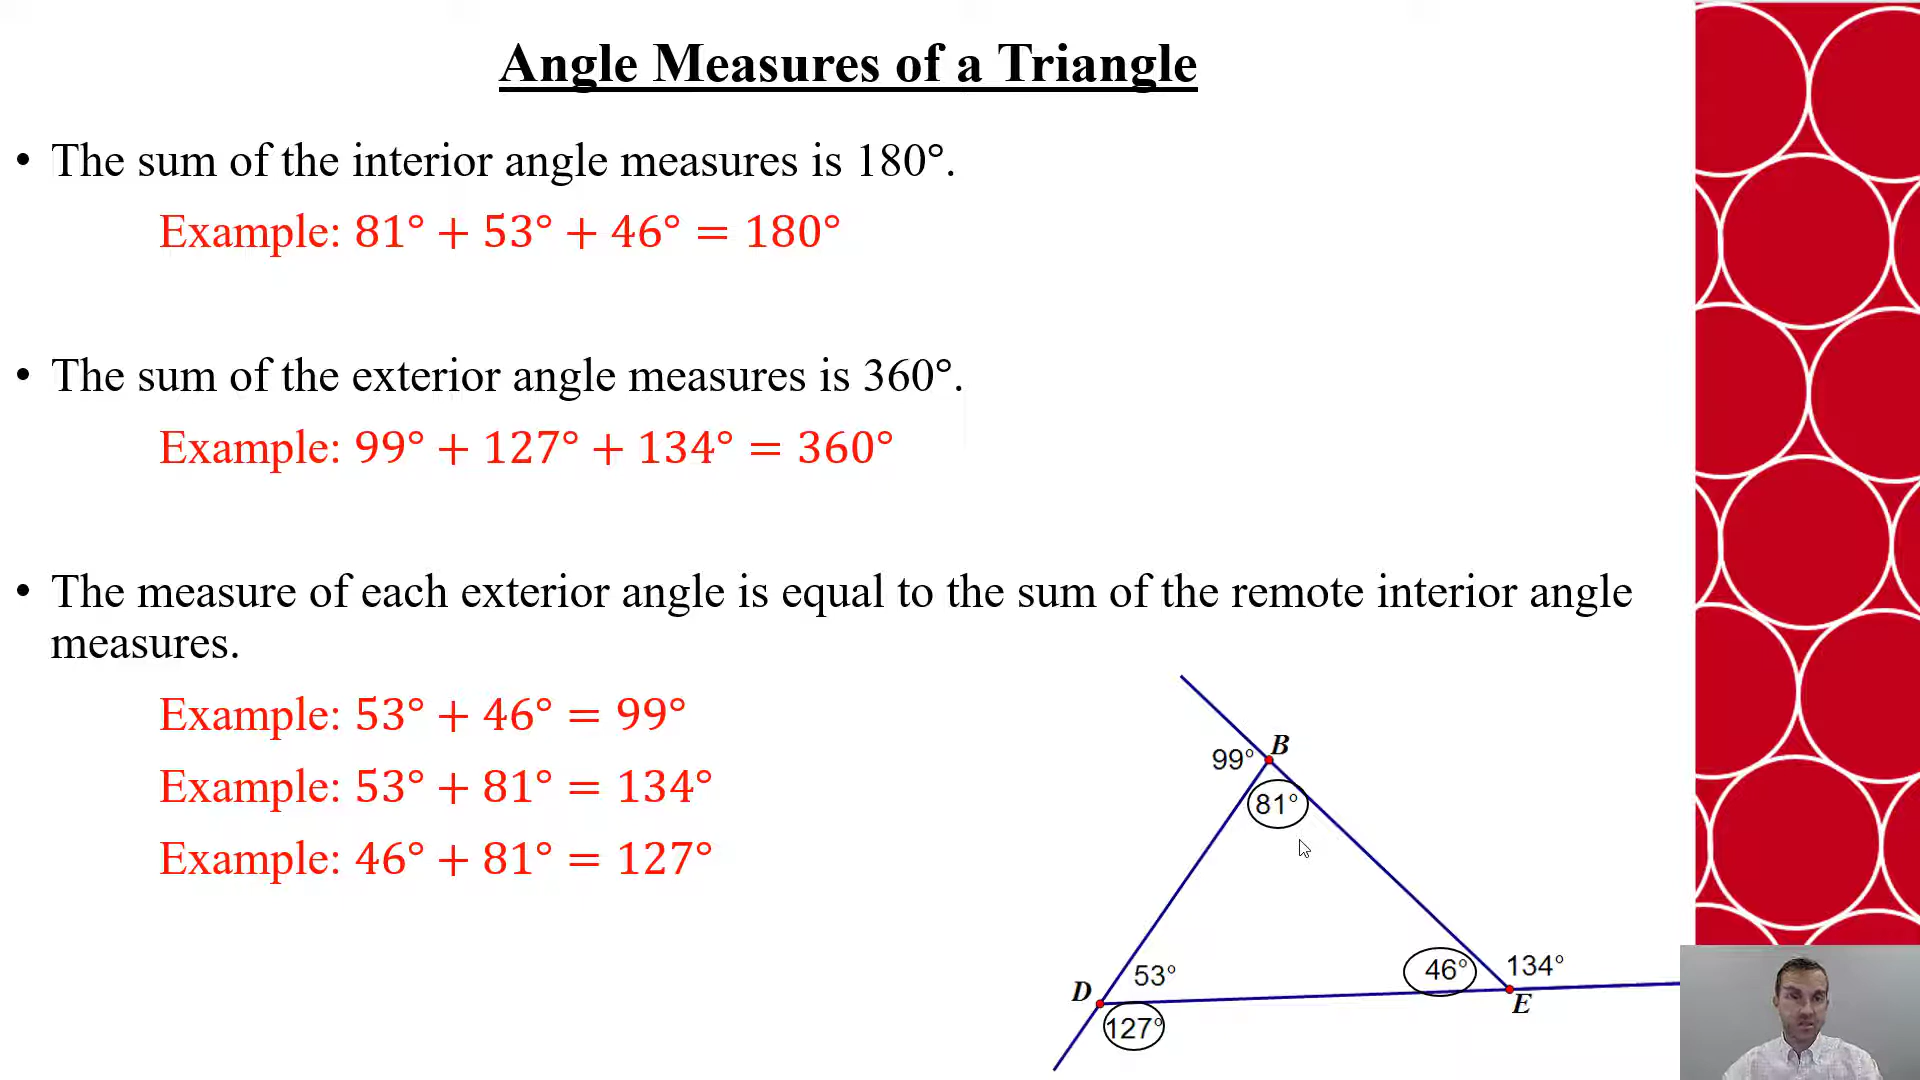 Angle Measures of a Triangle
• The sum of the interior angle measures is 180°.
Example: 81° + 53° + 46° = 180°
• The sum of the exterior angle measures is 360°.
Example: 99° + 127° + 134° = 360°
• The measure of each exterior angle is equal to the sum of the remote interior angle
measures.
Example: 53° + 46° = 99°
Example: 53° + 81° = 134°
Example: 46° + 81° = 127°
B
99°
81°
53°
46°
134°
D
E
127°